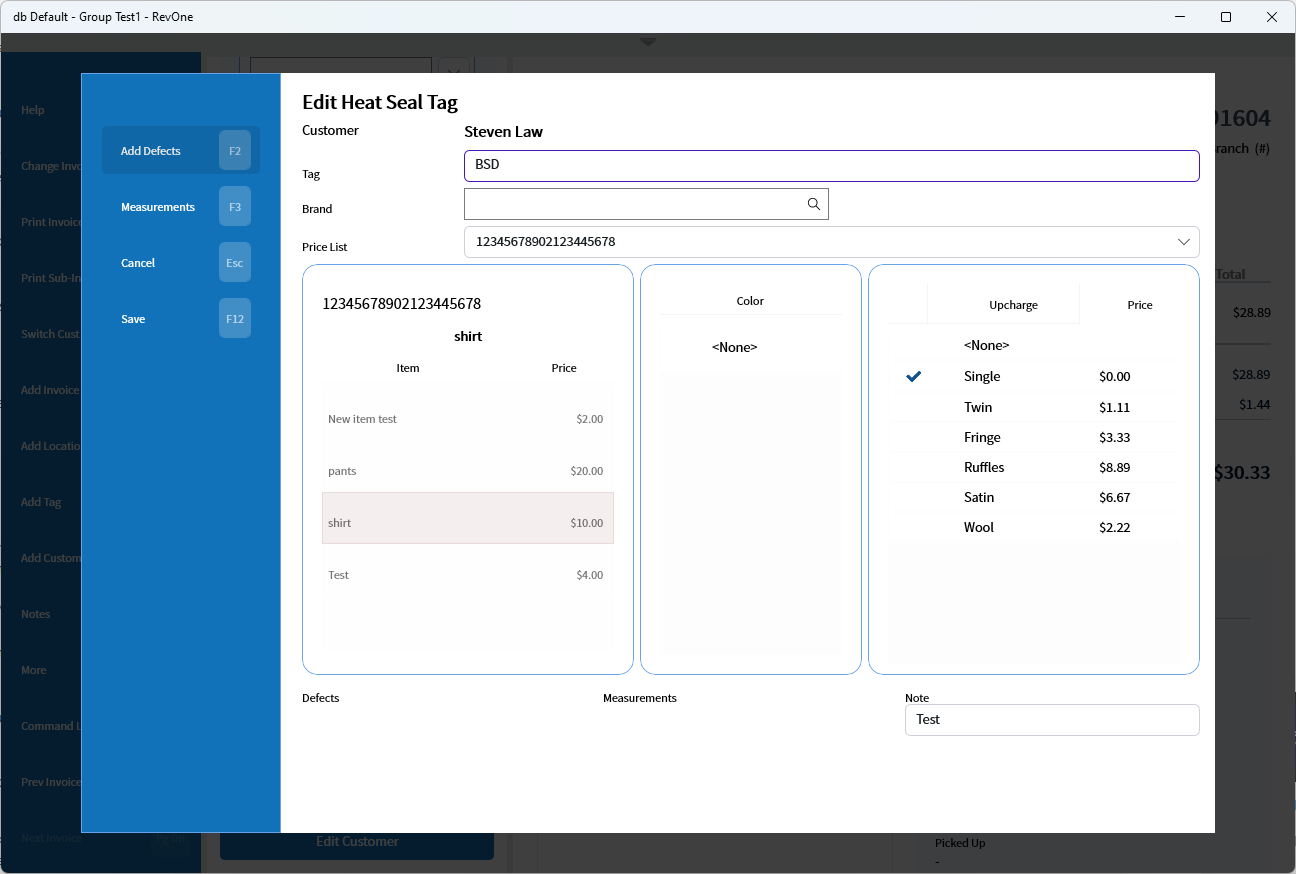 db Default - Group Test1 - RevOne
Help
Change Invo
Print Invoice
Print Sub-In
Switch Cust
Add Invoice
Add Locatio
Add Tag
Add Custom
Notes
More
Command L
Prev Invoice
Next Invoice
Add Defects F2
Measurements F3
Cancel Esc
Save F12
Edit Heat Seal Tag
Customer Steven Law
Tag BSD
Brand
Price List 12345678902123445678
12345678902123445678
shirt
Item Price
New item test $2.00
pants $20.00
shirt $10.00
Test $4.00
Color
<None>
Upcharge Price
<None>
Single $0.00
Twin $1.11
Fringe $3.33
Ruffles $8.89
Satin $6.67
Wool $2.22
Defects
Measurements
Note
Test
Edit Customer
1604
ranch (#)
Total
$28.89
$28.89
$1.44
$30.33
Picked Up
-